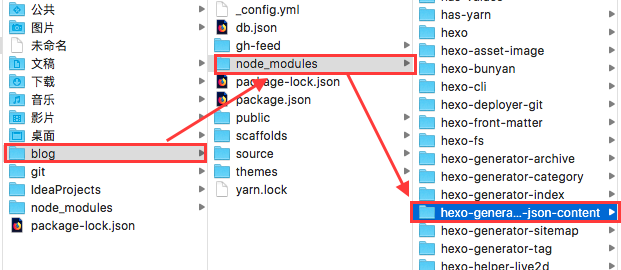 公共
图片
未命名
文稿
下载
音乐
影片
桌面
blog
git
IdeaProjects
node_modules
package-lock.json
_config.yml
db.json
gh-feed
node_modules
package-lock.json
package.json
public
scaffolds
source
themes
yarn.lock
has-yarn
hexo
hexo-asset-image
hexo-bunyan
hexo-cli
hexo-deployer-git
hexo-front-matter
hexo-fs
hexo-generator-archive
hexo-generator-category
hexo-generator-index
hexo-genera...-json-content
hexo-generator-sitemap
hexo-generator-tag
hexo-helper-live2d